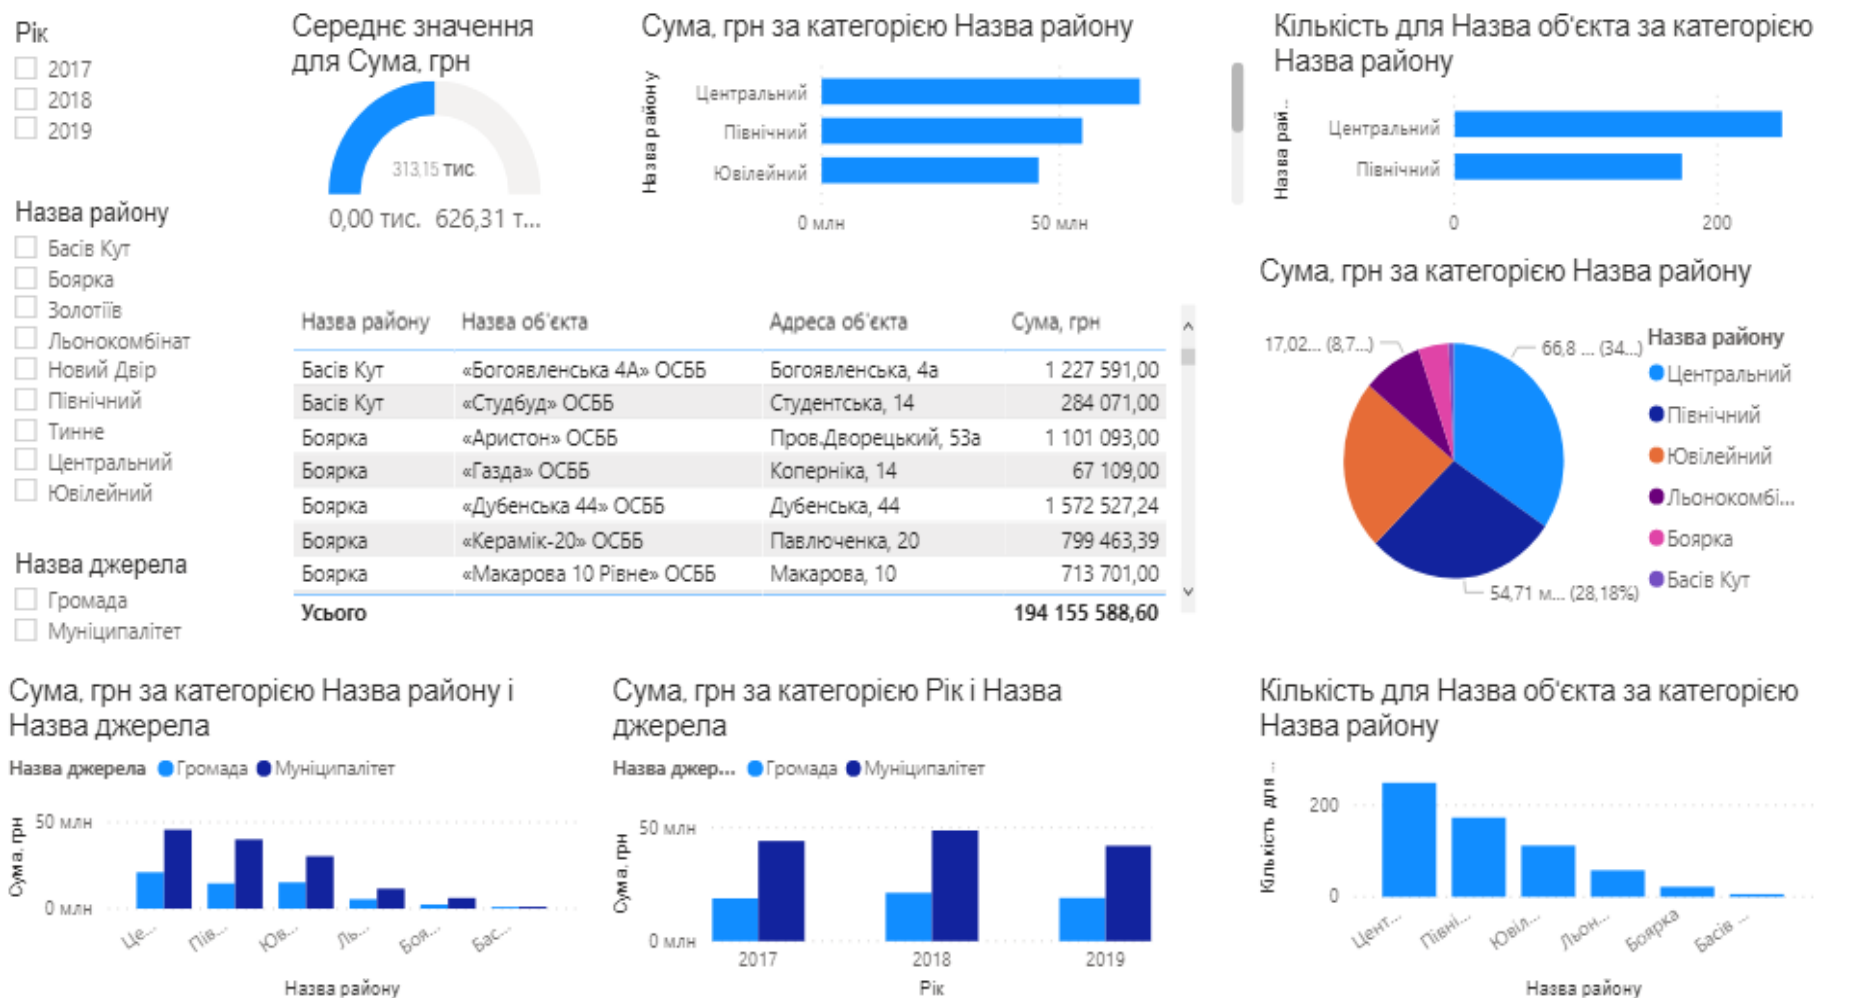 Рік
2017
2018
2019
Назва району
Басів Кут
Боярка
Золотіїв
Льонокомбінат
Новий Двір
Північний
Тинне
Центральний
Ювілейний
Назва джерела
Громада
Муніципалітет
Середнє значення
для Сума, грн
313,15 тис.
0,00 тис. 626,31 т...
Сума, грн за категорією Назва району
Назва району
Центральний
Північний
Ювілейний
0 млн 50 млн
Кількість для Назва об'єкта за категорією
Назва району
Назва рай...
Центральний
Північний
0 200
Назва району Назва об'єкта Адреса об'єкта Сума, грн
Басів Кут «Богоявленська 4А» ОСББ Богоявленська, 4а 1 227 591,00
Басів Кут «Студбуд» ОСББ Студентська, 14 284 071,00
Боярка «Аристон» ОСББ Пров.Дворецький, 53а 1 101 093,00
Боярка «Газда» ОСББ Коперніка, 14 67 109,00
Боярка «Дубенська 44» ОСББ Дубенська, 44 1 572 527,24
Боярка «Керамік-20» ОСББ Павлюченка, 20 799 463,39
Боярка «Макарова 10 Рівне» ОСББ Макарова, 10 713 701,00
Усього 194 155 588,60
Сума, грн за категорією Назва району
17,02... (8,7...)
66,8 ... (34...)
54,71 м... (28,18%)
Назва району
Центральний
Північний
Ювілейний
Льонокомбі...
Боярка
Басів Кут
Сума, грн за категорією Назва району і
Назва джерела
Назва джерела Громада Муніципалітет
Сума, грн
50 млн
0 млн
Це... Пів... Юв... Ль... Боя... Бас...
Назва району
Сума, грн за категорією Рік і Назва
джерела
Назва джер... Громада Муніципалітет
Сума, грн
50 млн
0 млн
2017 2018 2019
Рік
Кількість для Назва об'єкта за категорією
Назва району
Кількість для ...
200
0
Цент... Півні... Ювіл... Льон... Боярка Басів ...
Назва району